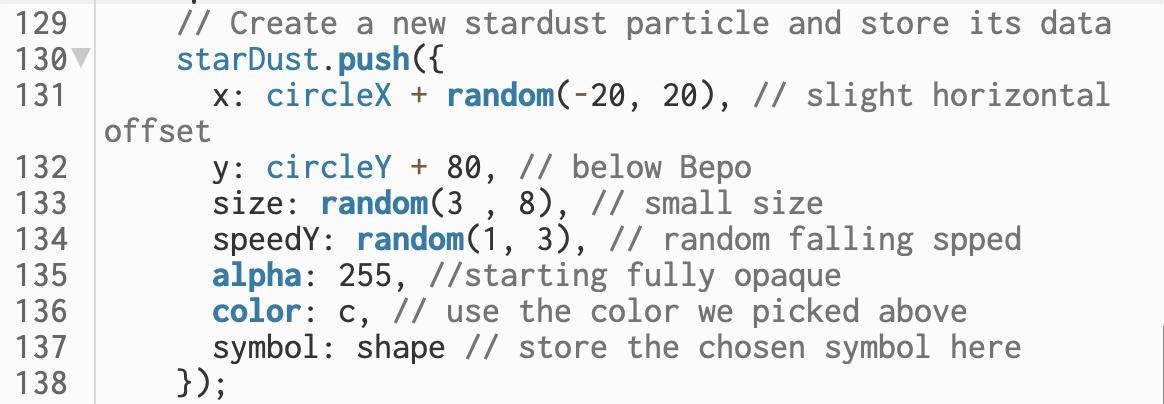 129 // Create a new stardust particle and store its data
130 starDust.push({
131 x: circleX + random(-20, 20), // slight horizontal
offset
132 y: circleY + 80, // below Bepo
133 size: random(3 , 8), // small size
134 speedY: random(1, 3), // random falling spped
135 alpha: 255, //starting fully opaque
136 color: c, // use the color we picked above
137 symbol: shape // store the chosen symbol here
138 });